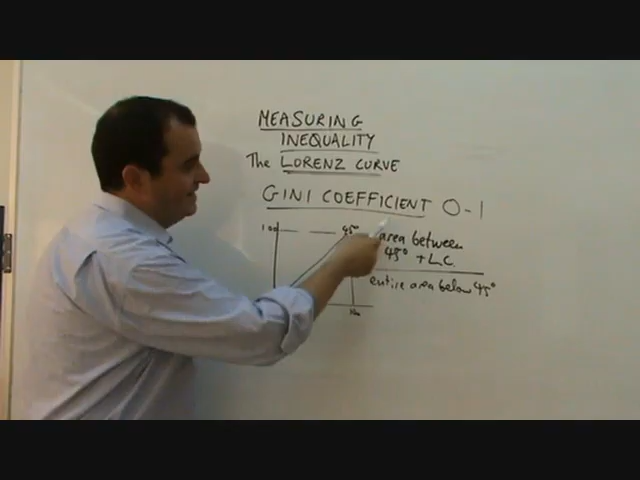 MEASURING
INEQUALITY
The LORENZ CURVE
GINI COEFFICIENT 0-1
100
45°
area between
45° + LC
entire area below 45°
100